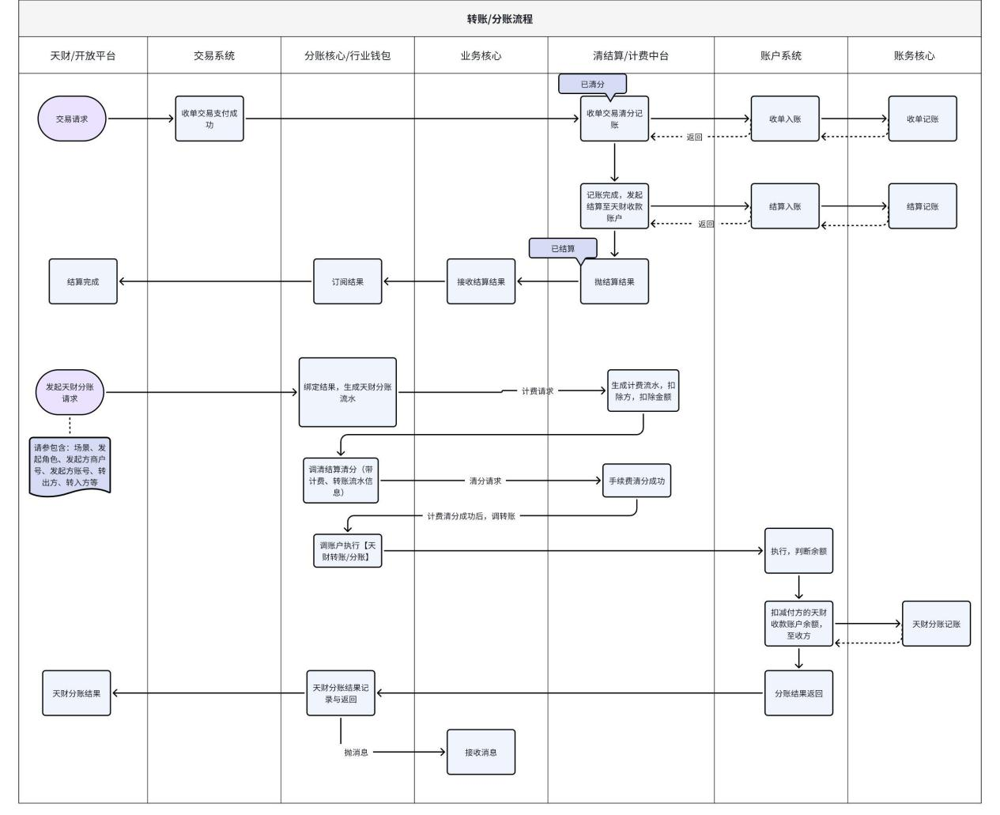 转账/分账流程
天财/开放平台
交易系统
分账核心/行业钱包
业务核心
清结算/计费中台
账户系统
账务核心
已清分
交易请求
收单交易支付成
功
收单交易清分记
账
收单入账
收单记账
返回
记账完成，发起
结算至天财收款
账户
结算入账
结算记账
返回
已结算
结算完成
订阅结果
接收结算结果
抛结算结果
发起天财分账
请求
绑定结果，生成天财分账
流水
计费请求
生成计费流水，扣
除方，扣除金额
请参包含：场景、发
起角色、发起方商户
号、发起方账号、转
出方、转入方等
调清结算清分（带
计费、转账流水信
息）
清分请求
手续费清分成功
计费清分成功后，调转账
调账户执行【天
财转账/分账】
执行，判断余额
扣减付方的天财
收款账户余额，
至收方
天财分账记账
天财分账结果
天财分账结果记
录与返回
分账结果返回
抛消息
接收消息